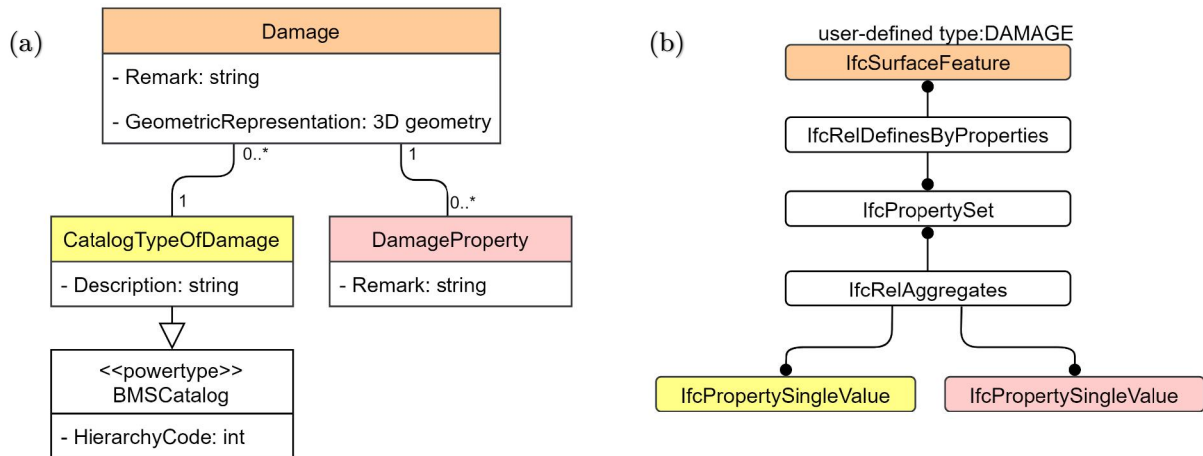 (a)
Damage
- Remark: string
- GeometricRepresentation: 3D geometry
0..*
1
1
0..*
CatalogTypeOfDamage
- Description: string
DamageProperty
- Remark: string
<<powertype>>
BMSCatalog
- HierarchyCode: int
(b)
user-defined type:DAMAGE
IfcSurfaceFeature
IfcRelDefinesByProperties
IfcPropertySet
IfcRelAggregates
IfcPropertySingleValue
IfcPropertySingleValue